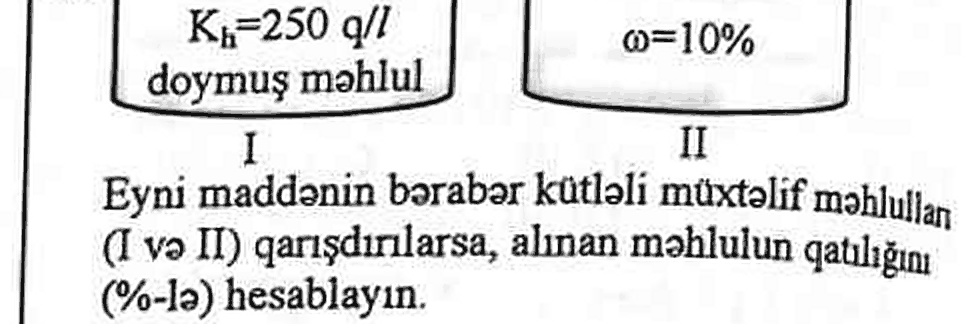 Kh=250 q/l
doymuş məhlul
ω=10%
I
II
Eyni maddənin bərabər kütləli müxtəlif məhlulları
(I və II) qarışdırılarsa, alınan məhlulun qatılığını
(%-lə) hesablayın.